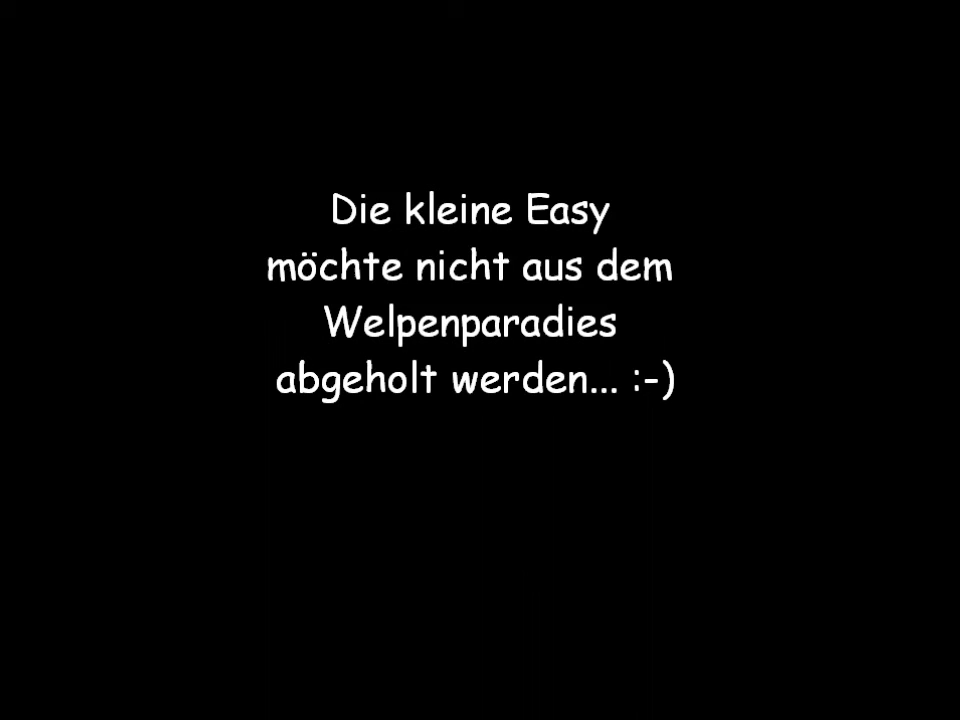 Die kleine Easy
möchte nicht aus dem
Welpenparadies
abgeholt werden... :-)